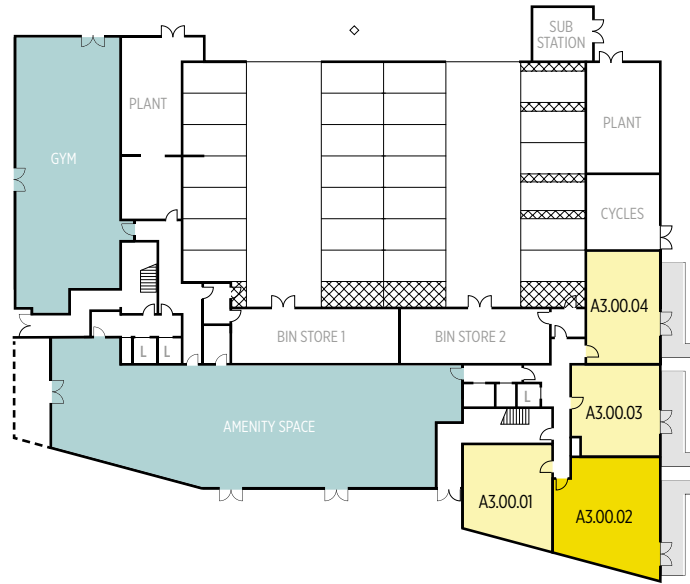 SUB
STATION
PLANT
PLANT
GYM
CYCLES
A3.00.04
BIN STORE 1
BIN STORE 2
L
L
L
A3.00.03
AMENITY SPACE
A3.00.01
A3.00.02